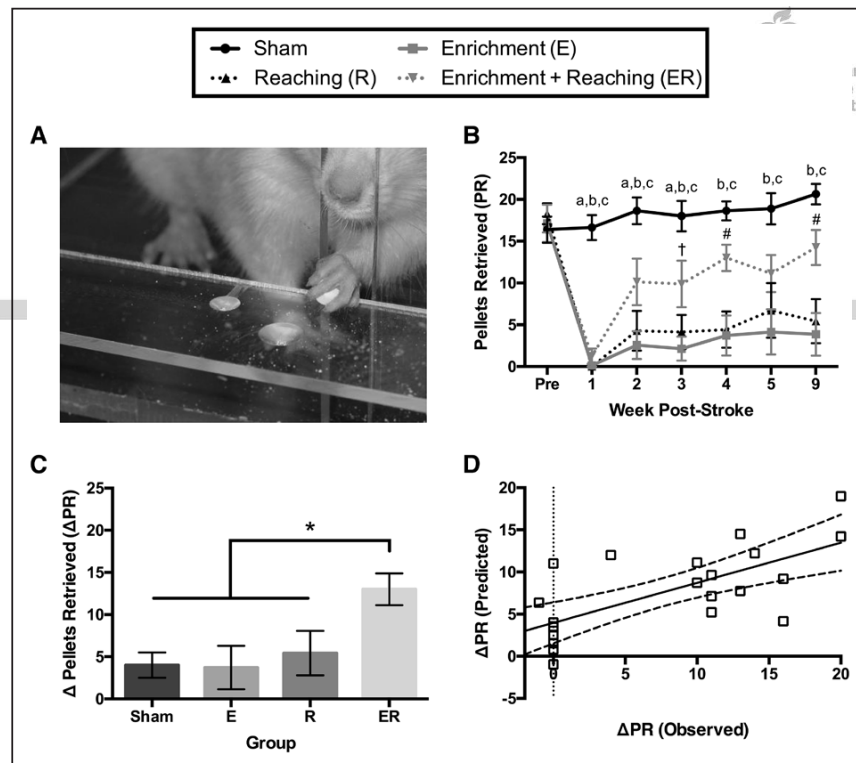 Sham
Enrichment (E)
Reaching (R)
Enrichment + Reaching (ER)
A
B
Pellets Retrieved (PR)
25
20
15
10
5
0
a,b,c
a,b,c
a,b,c
b,c
b,c
b,c
†
#
#
Pre
1
2
3
4
5
9
Week Post-Stroke
C
Δ Pellets Retrieved (ΔPR)
25
20
15
10
5
0
*
Sham
E
R
ER
Group
D
ΔPR (Predicted)
20
15
10
5
0
-5
0
5
10
15
20
ΔPR (Observed)